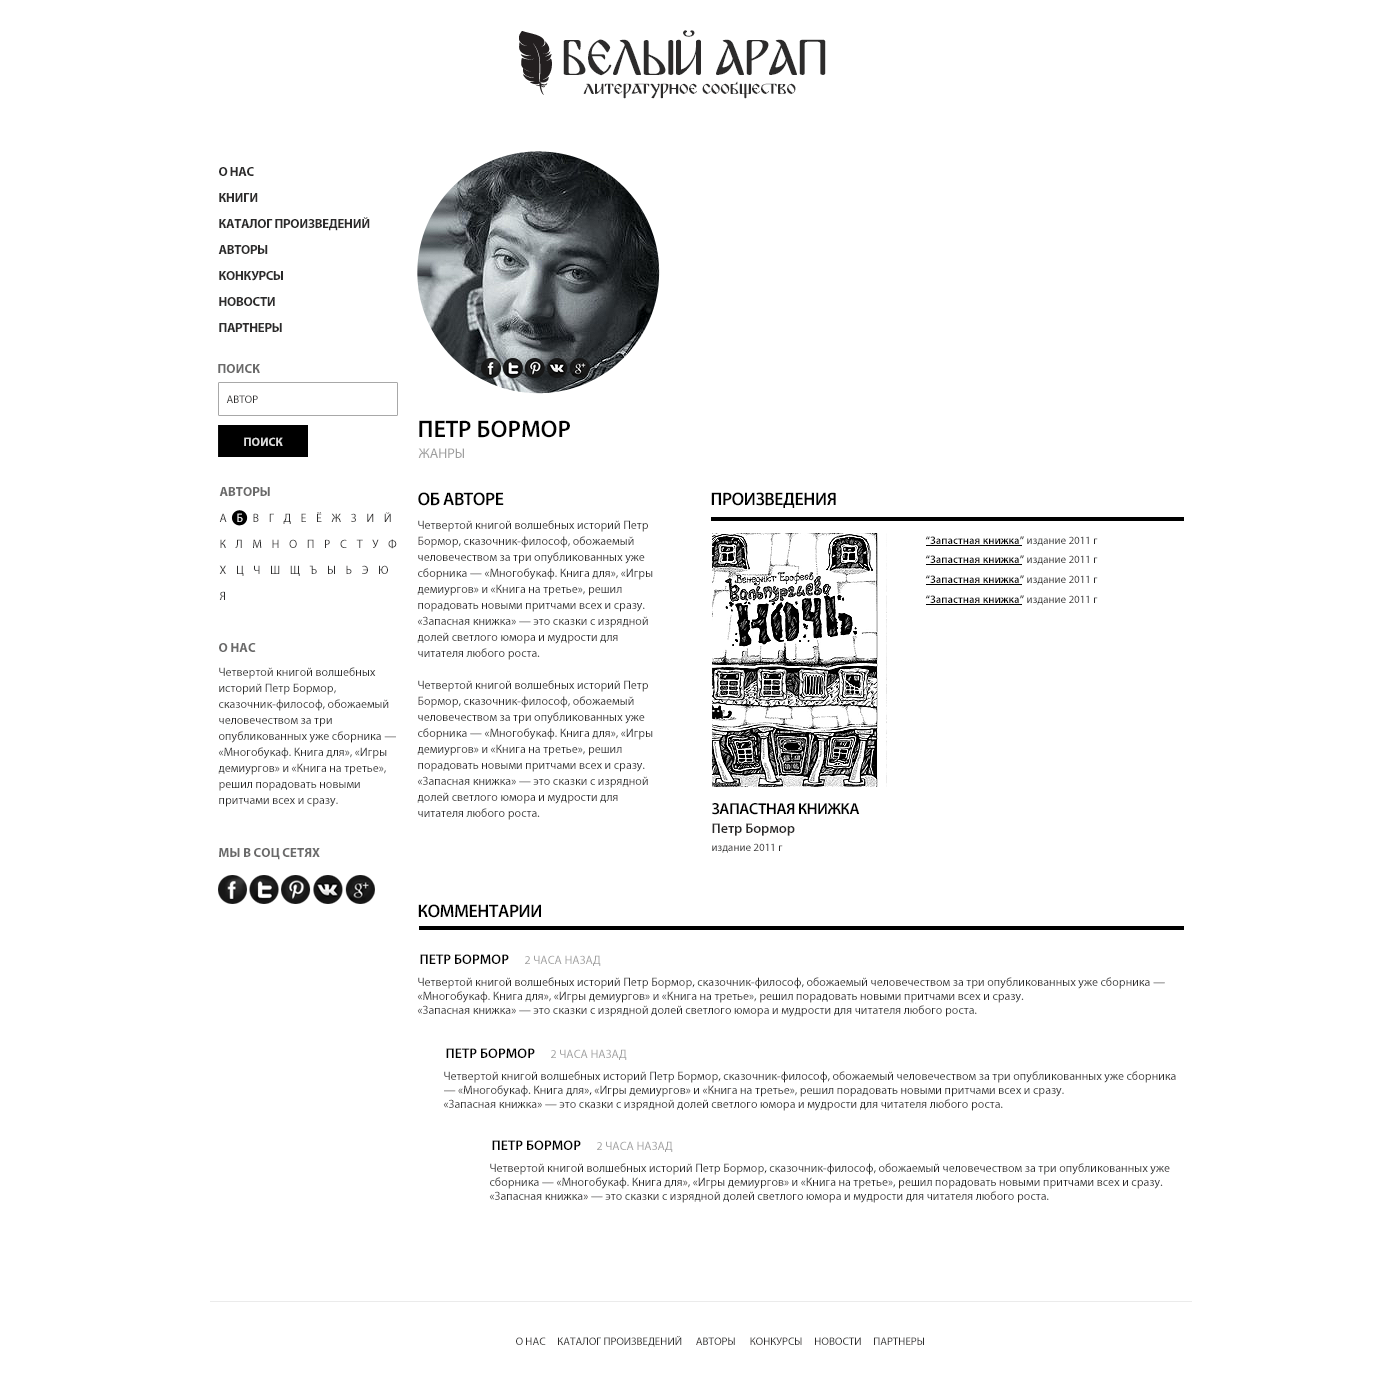 БЕЛЫЙ АРАП
литературное сообщество
О НАС
КНИГИ
КАТАЛОГ ПРОИЗВЕДЕНИЙ
АВТОРЫ
КОНКУРСЫ
НОВОСТИ
ПАРТНЕРЫ
ПОИСК
АВТОР
ПОИСК
АВТОРЫ
А Б В Г Д Е Ё Ж З И Й
К Л М Н О П Р С Т У Ф
Х Ц Ч Ш Щ Ъ Ы Ь Э Ю
Я
О НАС
Четвертой книгой волшебных
историй Петр Бормор,
сказочник-философ, обожаемый
человечеством за три
опубликованных уже сборника —
«Многобукаф. Книга для», «Игры
демиургов» и «Книга на третье»,
решил порадовать новыми
притчами всех и сразу.
МЫ В СОЦ СЕТЯХ
f t p vk g+
f t p vk g+
ПЕТР БОРМОР
ЖАНРЫ
ОБ АВТОРЕ
Четвертой книгой волшебных историй Петр
Бормор, сказочник-философ, обожаемый
человечеством за три опубликованных уже
сборника — «Многобукаф. Книга для», «Игры
демиургов» и «Книга на третье», решил
порадовать новыми притчами всех и сразу.
«Запасная книжка» — это сказки с изрядной
долей светлого юмора и мудрости для
читателя любого роста.
Четвертой книгой волшебных историй Петр
Бормор, сказочник-философ, обожаемый
человечеством за три опубликованных уже
сборника — «Многобукаф. Книга для», «Игры
демиургов» и «Книга на третье», решил
порадовать новыми притчами всех и сразу.
«Запасная книжка» — это сказки с изрядной
долей светлого юмора и мудрости для
читателя любого роста.
ПРОИЗВЕДЕНИЯ
Венедикт Ерофеев
Вальпургиева
НОЧЬ
ЗАПАСТНАЯ КНИЖКА
Петр Бормор
издание 2011 г
“Запастная книжка” издание 2011 г
“Запастная книжка” издание 2011 г
“Запастная книжка” издание 2011 г
“Запастная книжка” издание 2011 г
КОММЕНТАРИИ
ПЕТР БОРМОР 2 ЧАСА НАЗАД
Четвертой книгой волшебных историй Петр Бормор, сказочник-философ, обожаемый человечеством за три опубликованных уже сборника —
«Многобукаф. Книга для», «Игры демиургов» и «Книга на третье», решил порадовать новыми притчами всех и сразу.
«Запасная книжка» — это сказки с изрядной долей светлого юмора и мудрости для читателя любого роста.
ПЕТР БОРМОР 2 ЧАСА НАЗАД
Четвертой книгой волшебных историй Петр Бормор, сказочник-философ, обожаемый человечеством за три опубликованных уже сборника
— «Многобукаф. Книга для», «Игры демиургов» и «Книга на третье», решил порадовать новыми притчами всех и сразу.
«Запасная книжка» — это сказки с изрядной долей светлого юмора и мудрости для читателя любого роста.
ПЕТР БОРМОР 2 ЧАСА НАЗАД
Четвертой книгой волшебных историй Петр Бормор, сказочник-философ, обожаемый человечеством за три опубликованных уже
сборника — «Многобукаф. Книга для», «Игры демиургов» и «Книга на третье», решил порадовать новыми притчами всех и сразу.
«Запасная книжка» — это сказки с изрядной долей светлого юмора и мудрости для читателя любого роста.
О НАС КАТАЛОГ ПРОИЗВЕДЕНИЙ АВТОРЫ КОНКУРСЫ НОВОСТИ ПАРТНЕРЫ